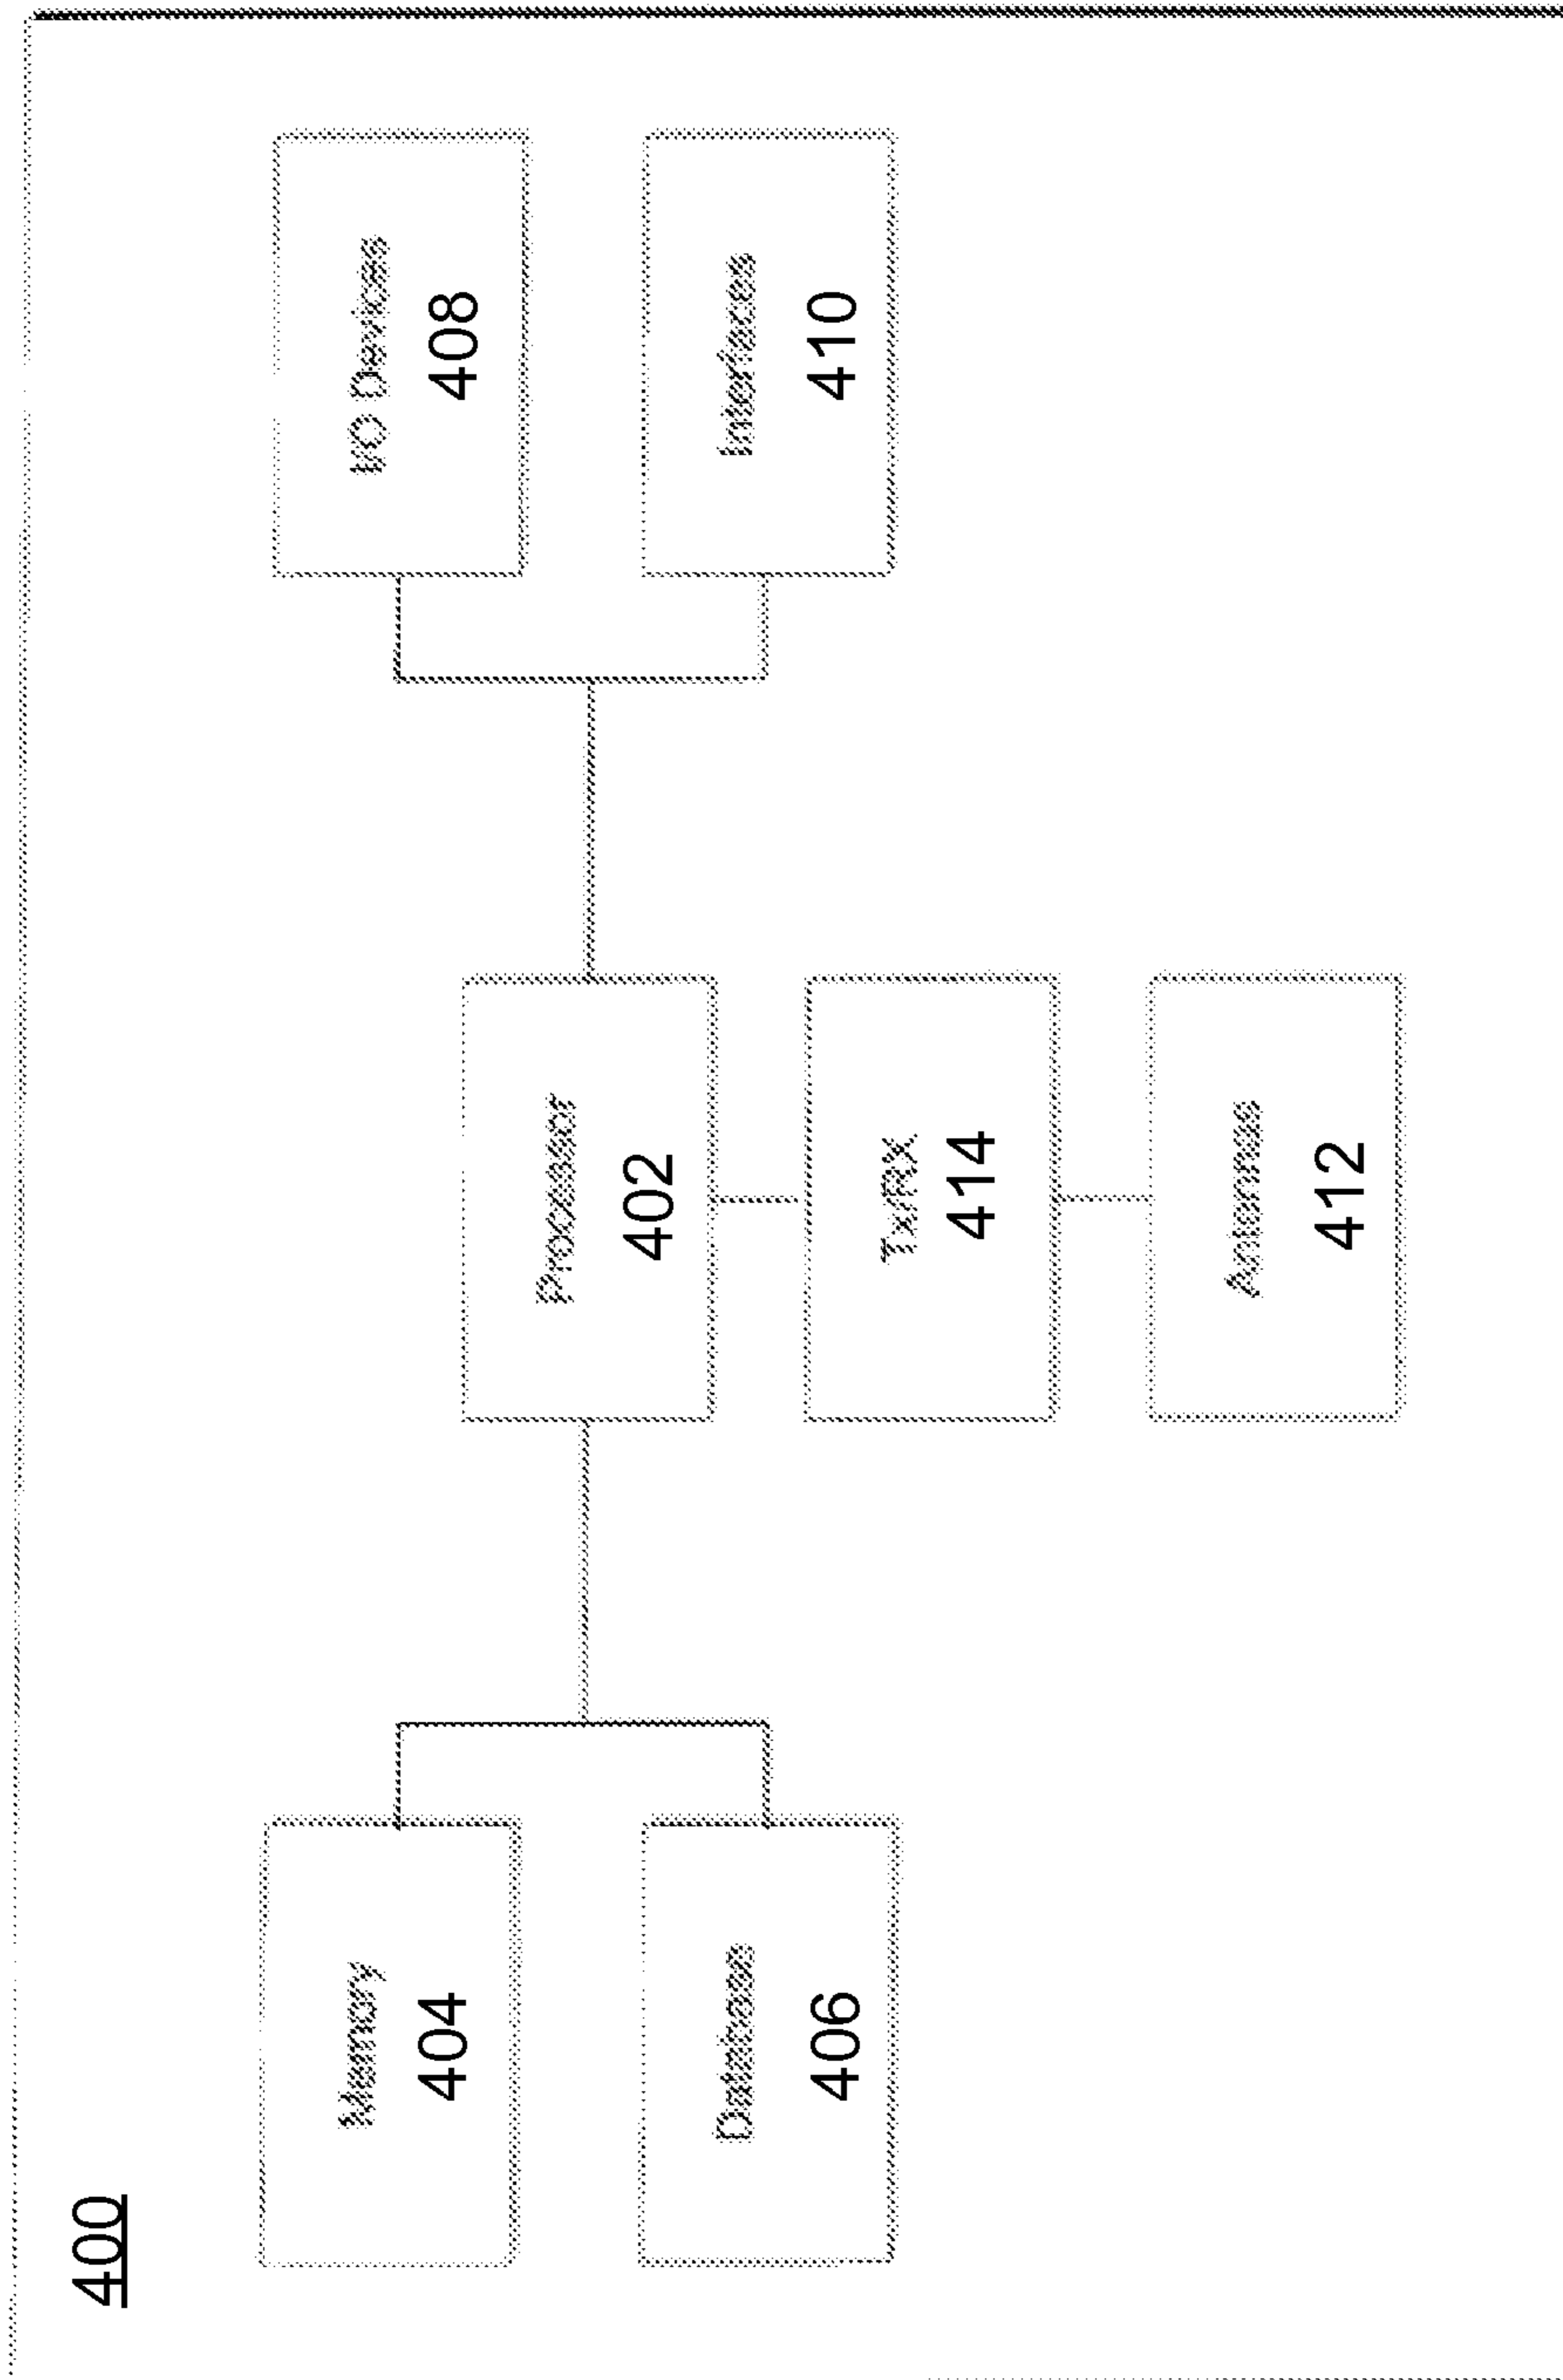 400
Memory
404
Database
406
Processor
402
Tx/RX
414
Antennas
412
I/O Devices
408
Interfaces
410